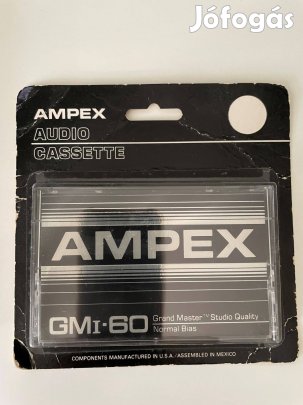 Jófogás
AMPEX
AUDIO
CASSETTE
AMPEX
GMI-60 Grand Master™ Studio Quality
Normal Bias
COMPONENTS MANUFACTURED IN U.S.A./ASSEMBLED IN MEXICO